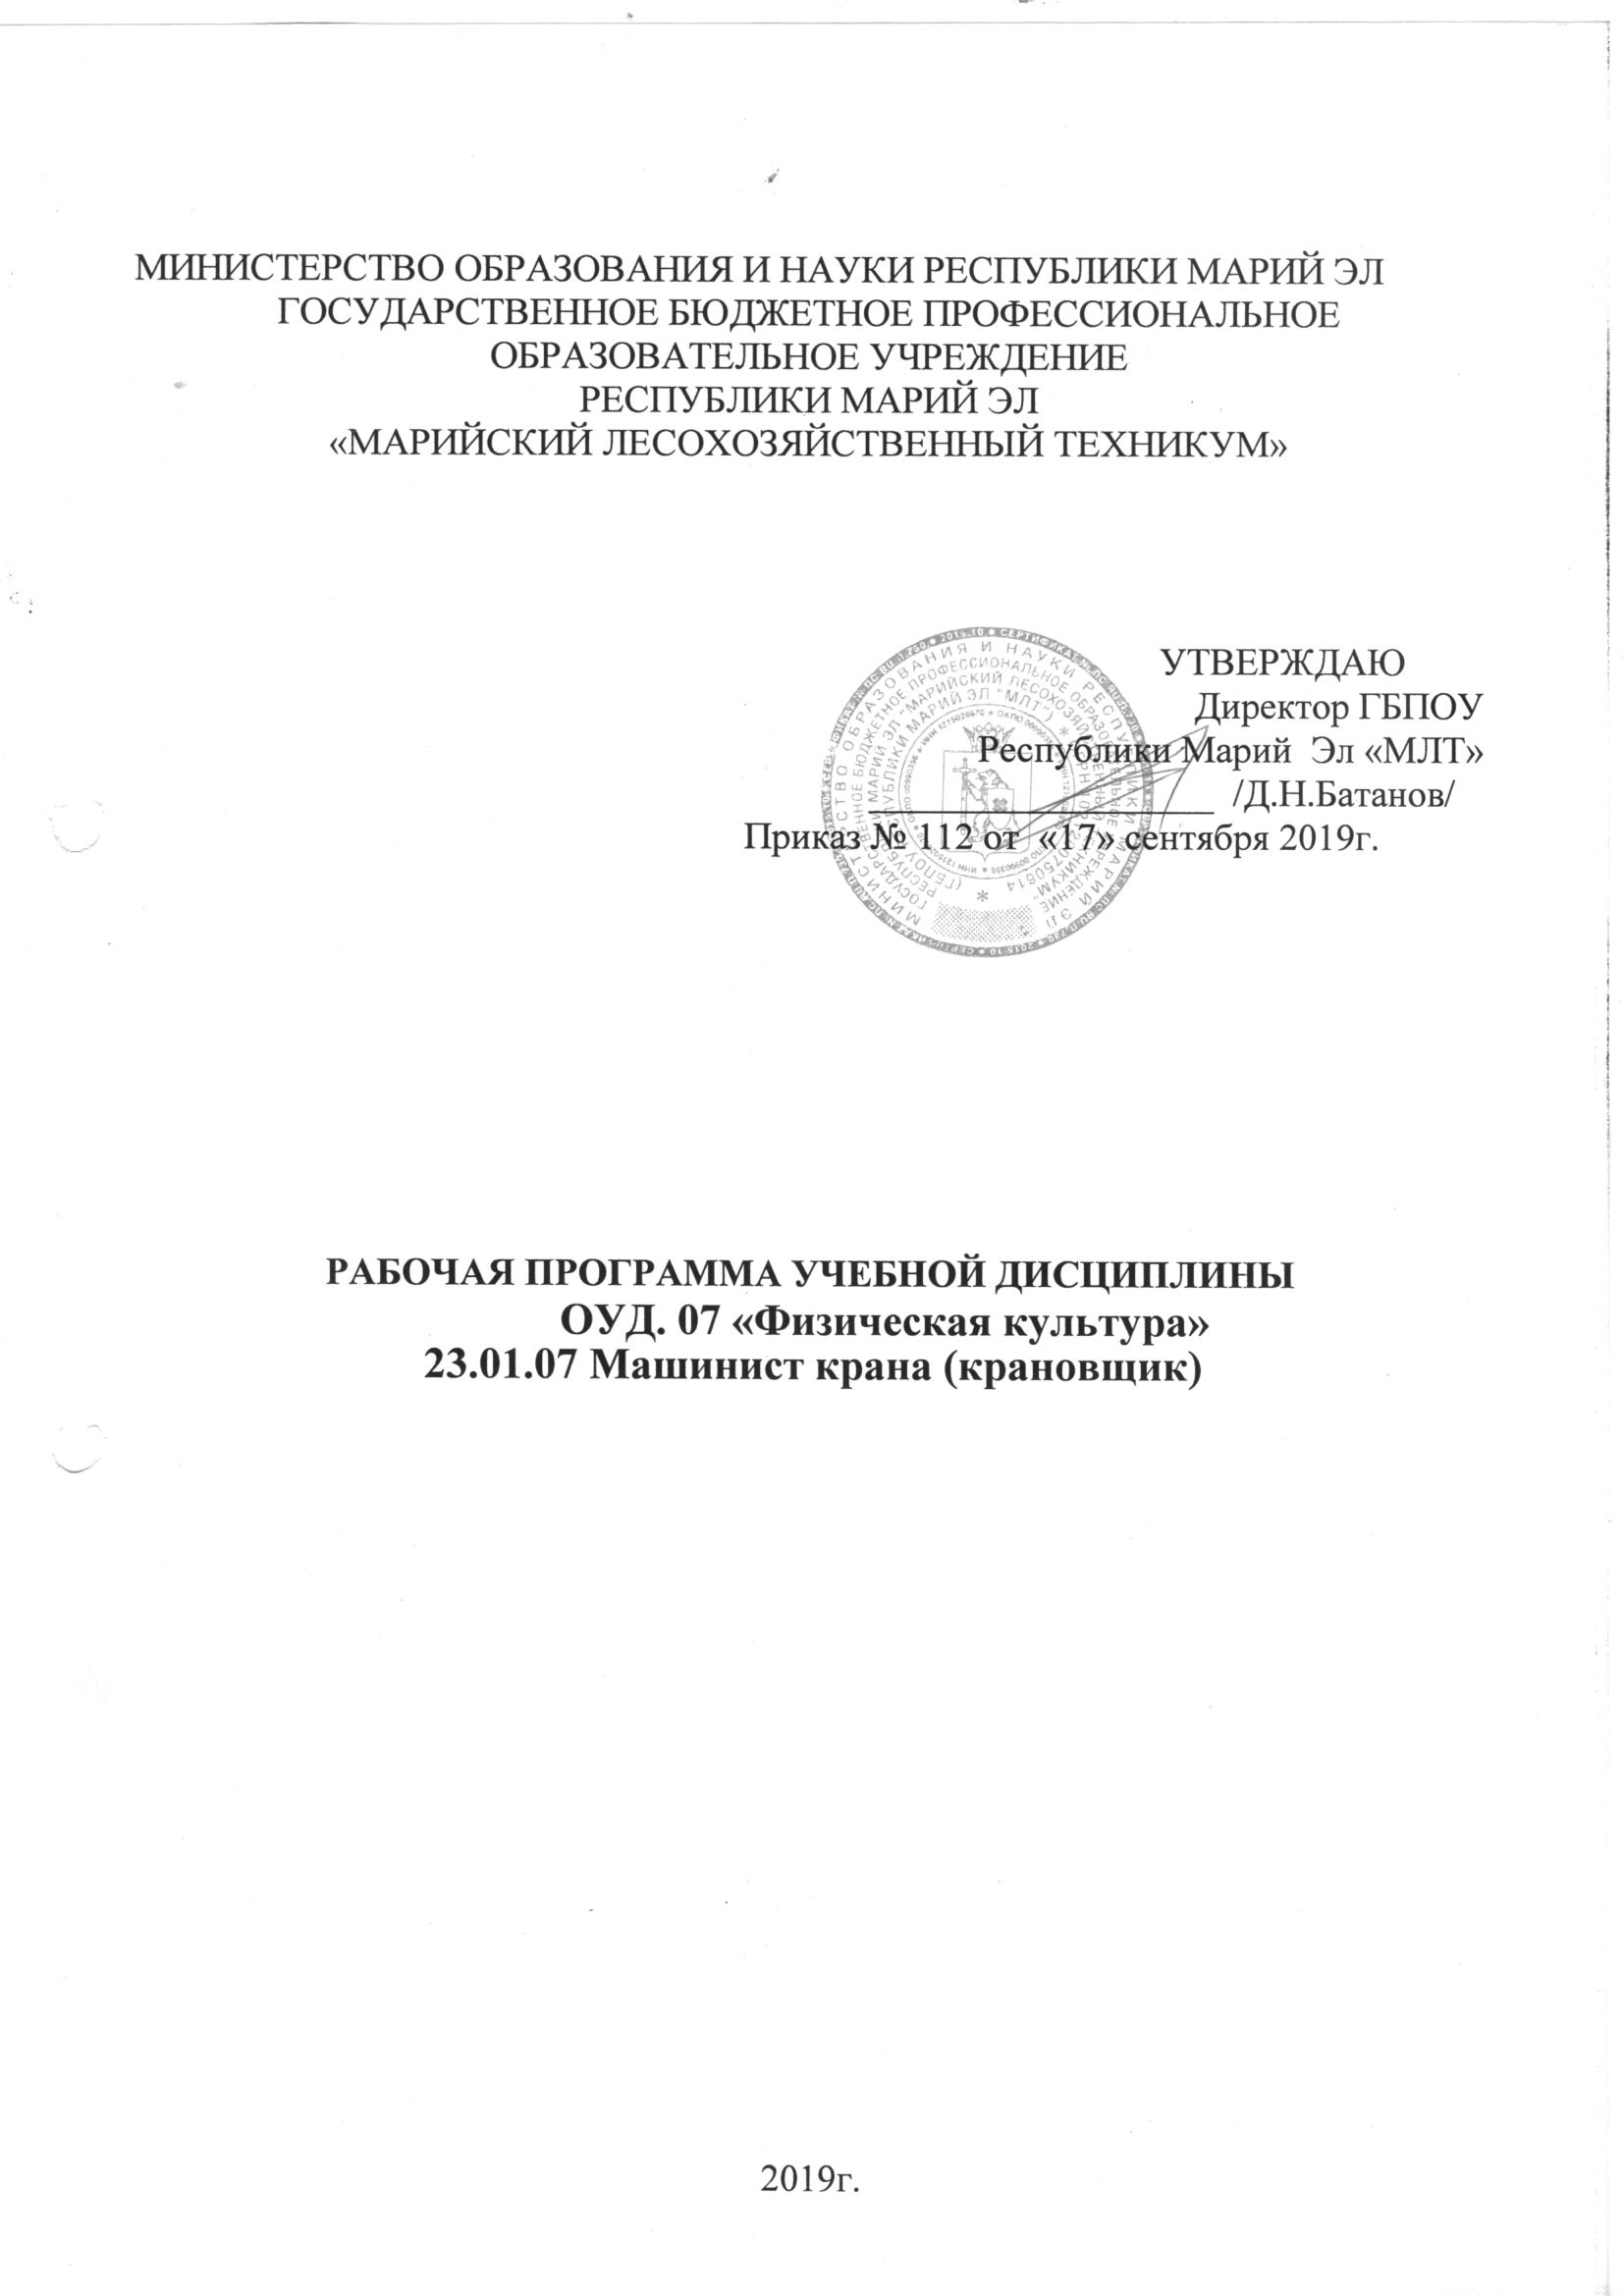 МИНИСТЕРСТВО ОБРАЗОВАНИЯ И НАУКИ РЕСПУБЛИКИ МАРИЙ ЭЛ
ГОСУДАРСТВЕННОЕ БЮДЖЕТНОЕ ПРОФЕССИОНАЛЬНОЕ
ОБРАЗОВАТЕЛЬНОЕ УЧРЕЖДЕНИЕ
РЕСПУБЛИКИ МАРИЙ ЭЛ
«МАРИЙСКИЙ ЛЕСОХОЗЯЙСТВЕННЫЙ ТЕХНИКУМ»
УТВЕРЖДАЮ
Директор ГБПОУ
Республики Марий Эл «МЛТ»
/Д.Н.Батанов/
Приказ № 112 от «17» сентября 2019г.
РАБОЧАЯ ПРОГРАММА УЧЕБНОЙ ДИСЦИПЛИНЫ
ОУД. 07 «Физическая культура»
23.01.07 Машинист крана (крановщик)
2019г.